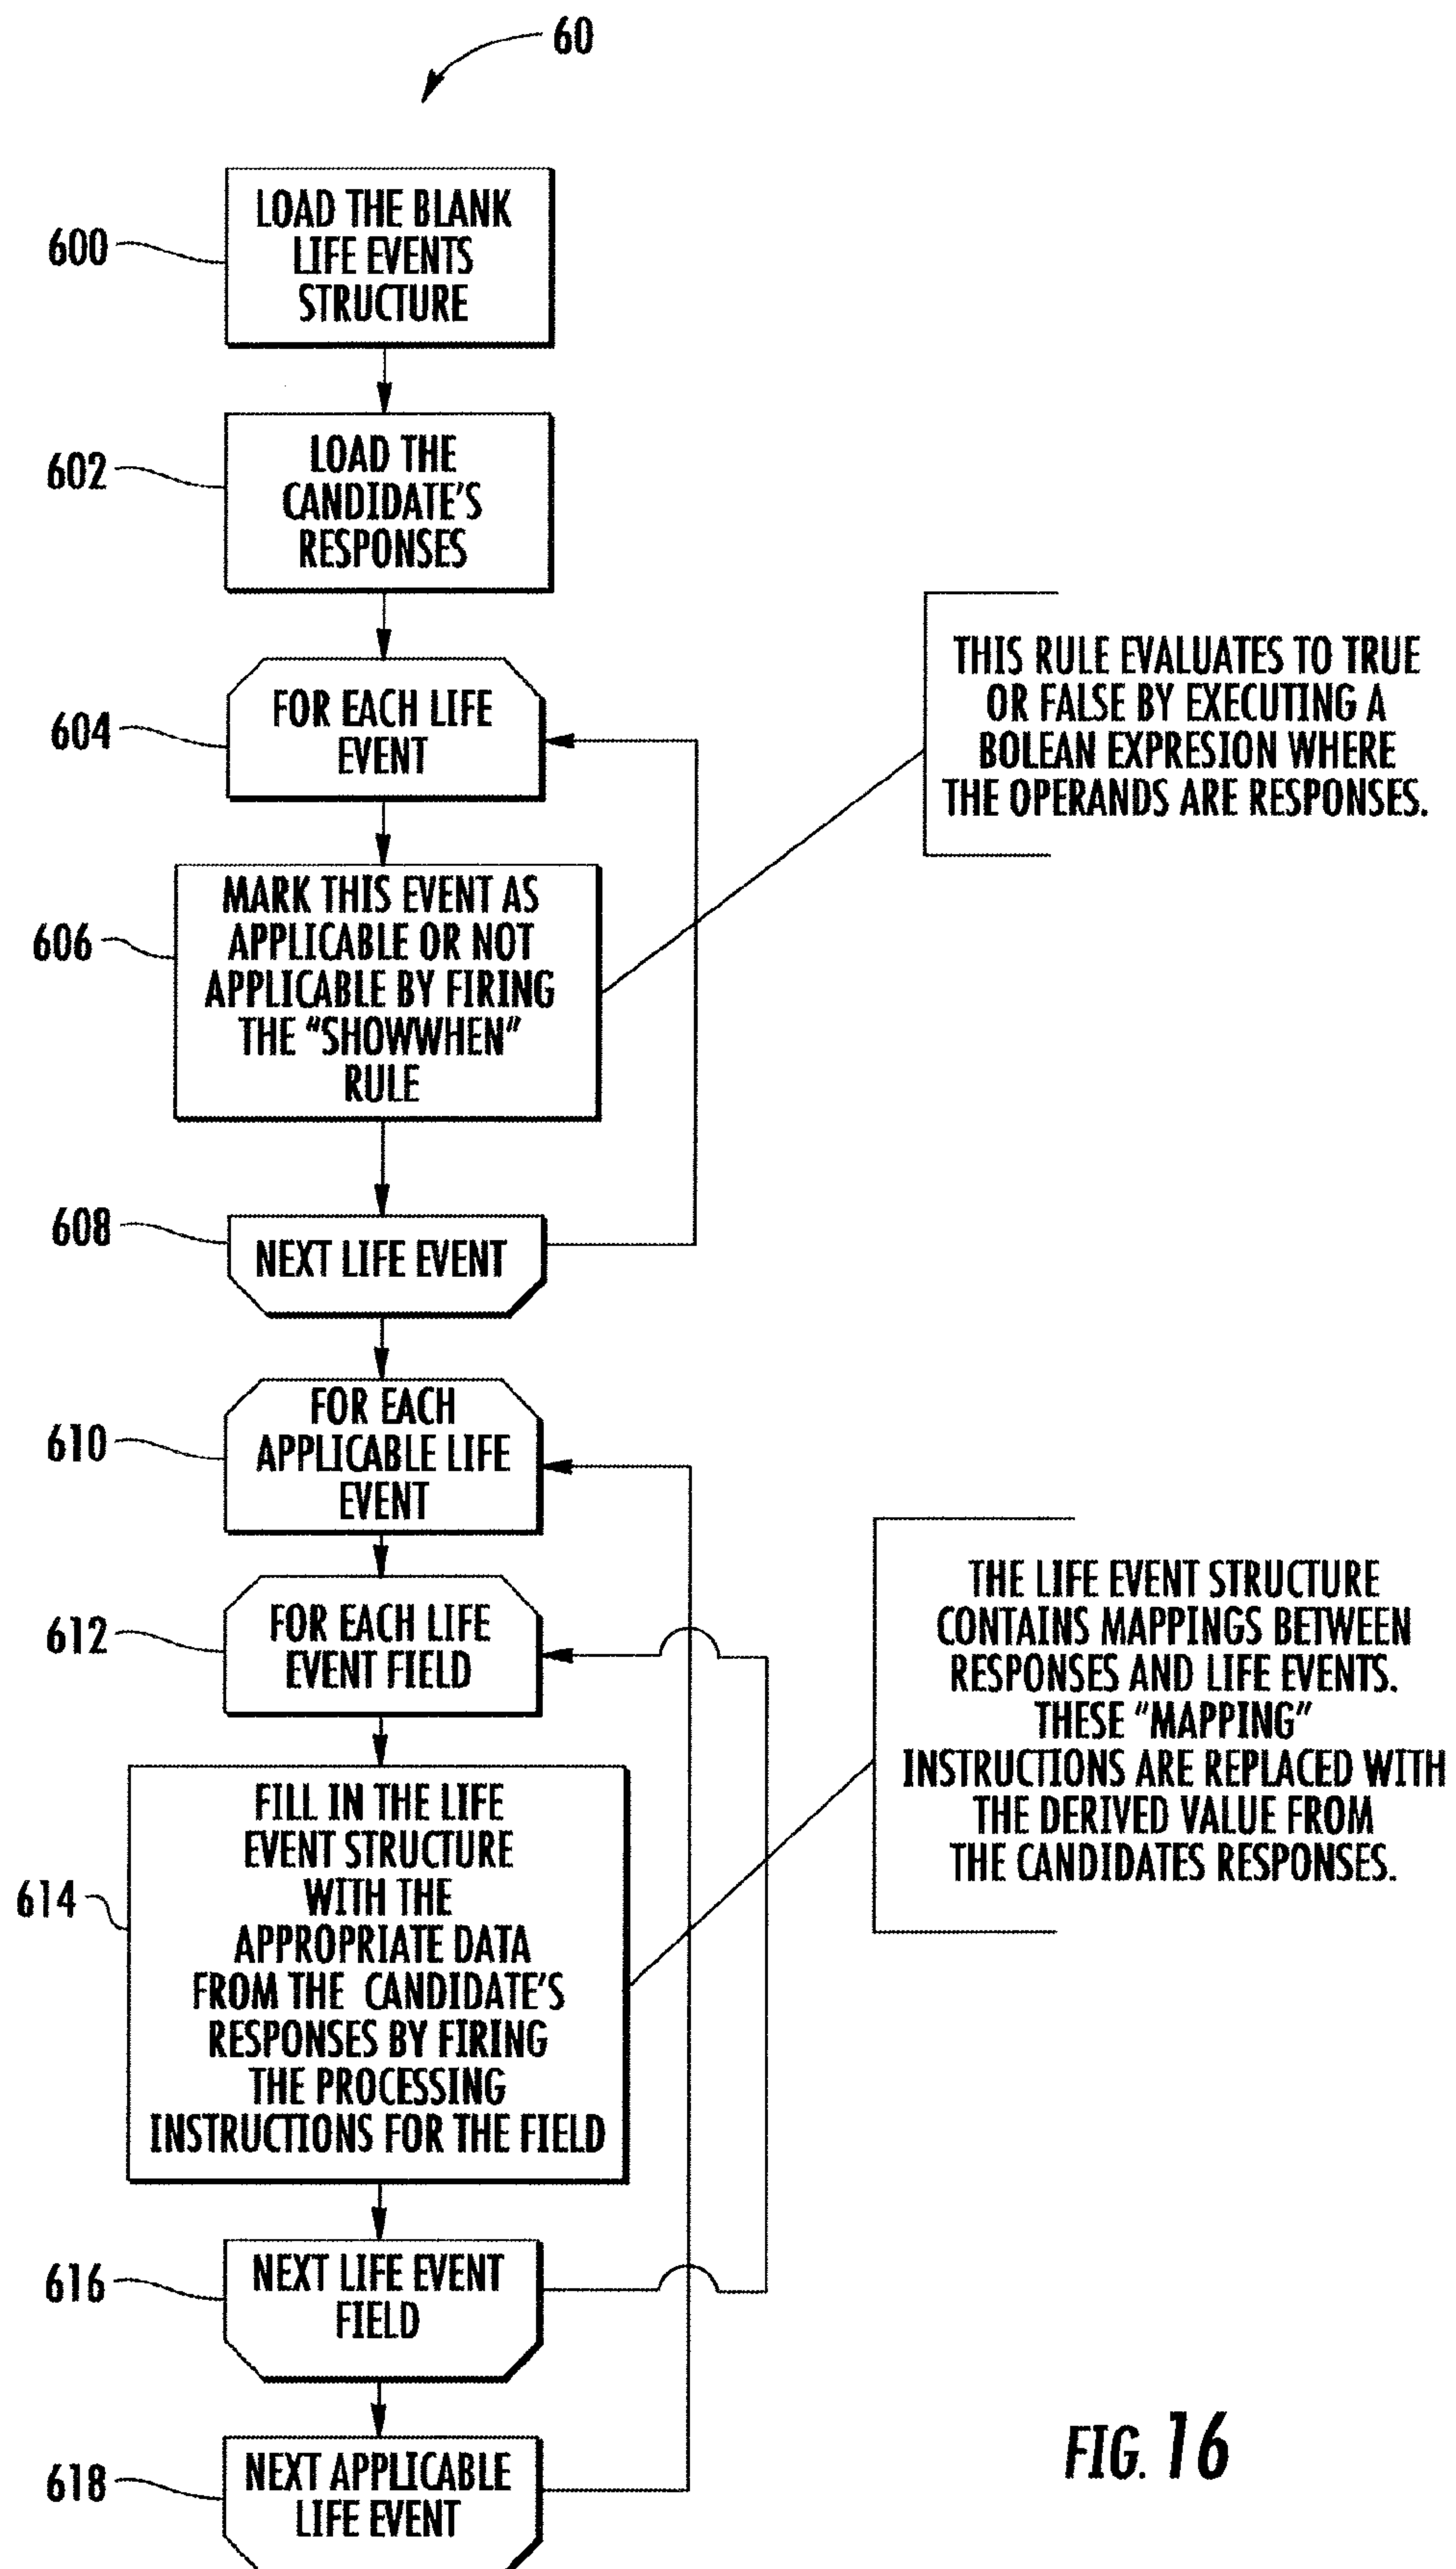 60
600
LOAD THE BLANK
LIFE EVENTS
STRUCTURE
602
LOAD THE
CANDIDATE'S
RESPONSES
604
FOR EACH LIFE
EVENT
THIS RULE EVALUATES TO TRUE
OR FALSE BY EXECUTING A
BOLEAN EXPRESION WHERE
THE OPERANDS ARE RESPONSES.
606
MARK THIS EVENT AS
APPLICABLE OR NOT
APPLICABLE BY FIRING
THE "SHOWWHEN"
RULE
608
NEXT LIFE EVENT
610
FOR EACH
APPLICABLE LIFE
EVENT
612
FOR EACH LIFE
EVENT FIELD
THE LIFE EVENT STRUCTURE
CONTAINS MAPPINGS BETWEEN
RESPONSES AND LIFE EVENTS.
THESE "MAPPING"
INSTRUCTIONS ARE REPLACED WITH
THE DERIVED VALUE FROM
THE CANDIDATES RESPONSES.
614
FILL IN THE LIFE
EVENT STRUCTURE
WITH THE
APPROPRIATE DATA
FROM THE CANDIDATE'S
RESPONSES BY FIRING
THE PROCESSING
INSTRUCTIONS FOR THE FIELD
616
NEXT LIFE EVENT
FIELD
618
NEXT APPLICABLE
LIFE EVENT
FIG. 16